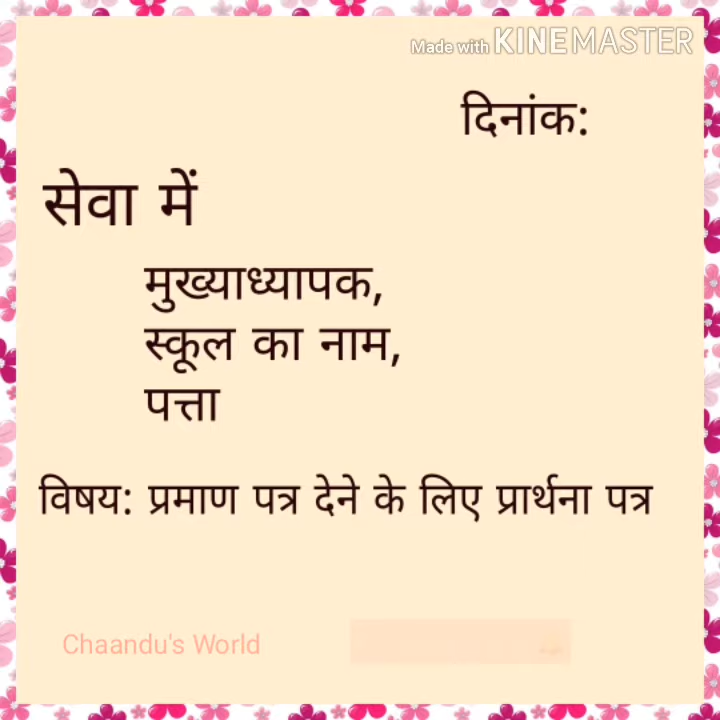 Made with KINEMASTER
दिनांक:
सेवा में
मुख्याध्यापक,
स्कूल का नाम,
पत्ता
विषय: प्रमाण पत्र देने के लिए प्रार्थना पत्र
Chaandu's World